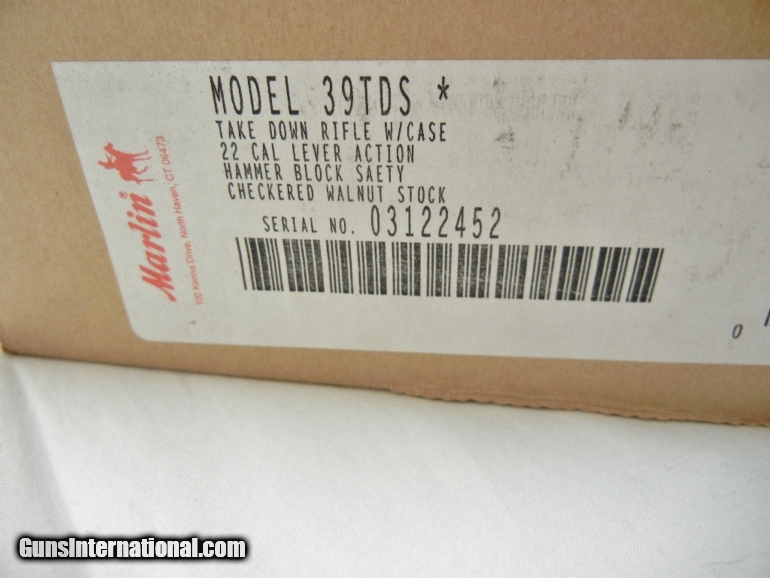 MODEL 39TDS *
TAKE DOWN RIFLE W/CASE
22 CAL LEVER ACTION
HAMMER BLOCK SAETY
CHECKERED WALNUT STOCK
SERIAL NO. 03122452
Marlin®
100 Kenna Drive, North Haven, CT 06473
0
GunsInternational.com